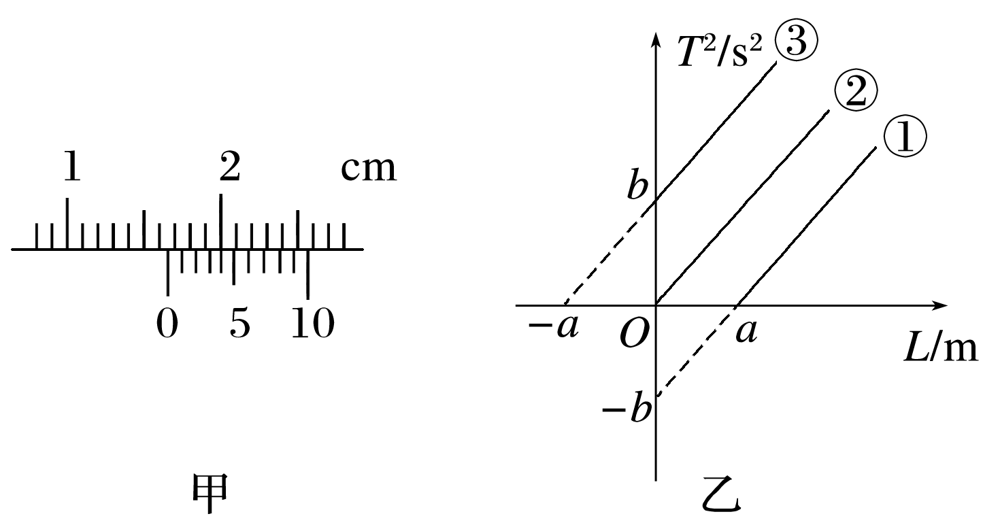 1 2 cm
0 5 10
甲
T²/s² ③
②
①
b
−a O a
L/m
−b
乙